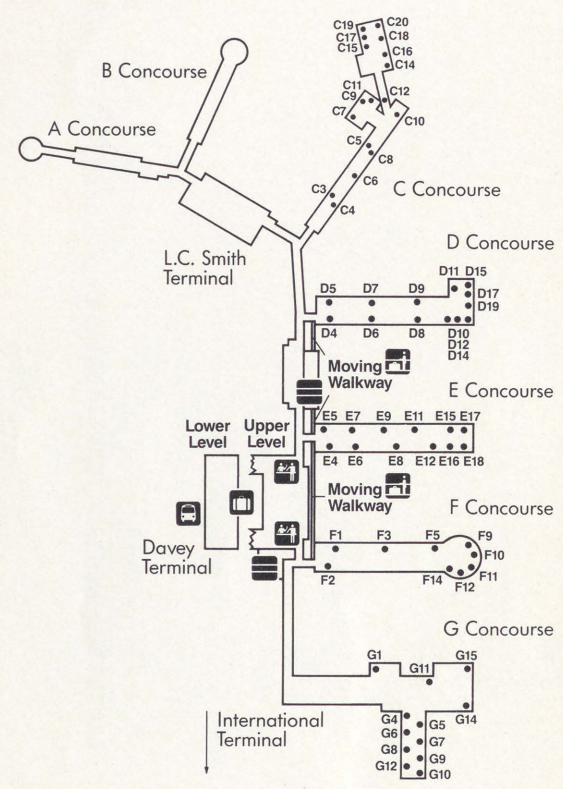 C19 C20
C17 C18
C15 C16
C14
B Concourse
C11 C12
C9
C7 C10
A Concourse
C5
C8
C6
C3
C4
C Concourse
L.C. Smith
Terminal
D Concourse
D11 D15
D5 D7 D9 D17
D19
D4 D6 D8 D10
D12
D14
Moving
Walkway
E Concourse
Lower
Level
Upper
Level
E5 E7 E9 E11 E15 E17
E4 E6 E8 E12 E16 E18
Moving
Walkway
F Concourse
Davey
Terminal
F1 F3 F5 F9
F10
F2 F14 F11
F12
G Concourse
G1 G11 G15
G4 G14
G5
G6
G7
G8
G9
G12
G10
International
Terminal